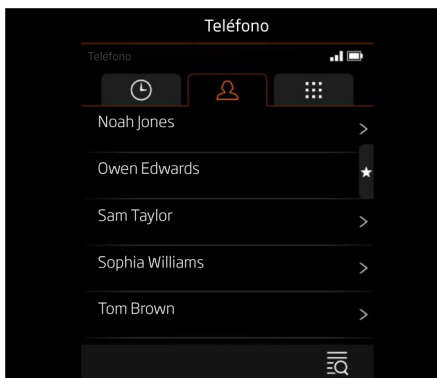 Teléfono
Teléfono
Noah Jones
Owen Edwards
Sam Taylor
Sophia Williams
Tom Brown